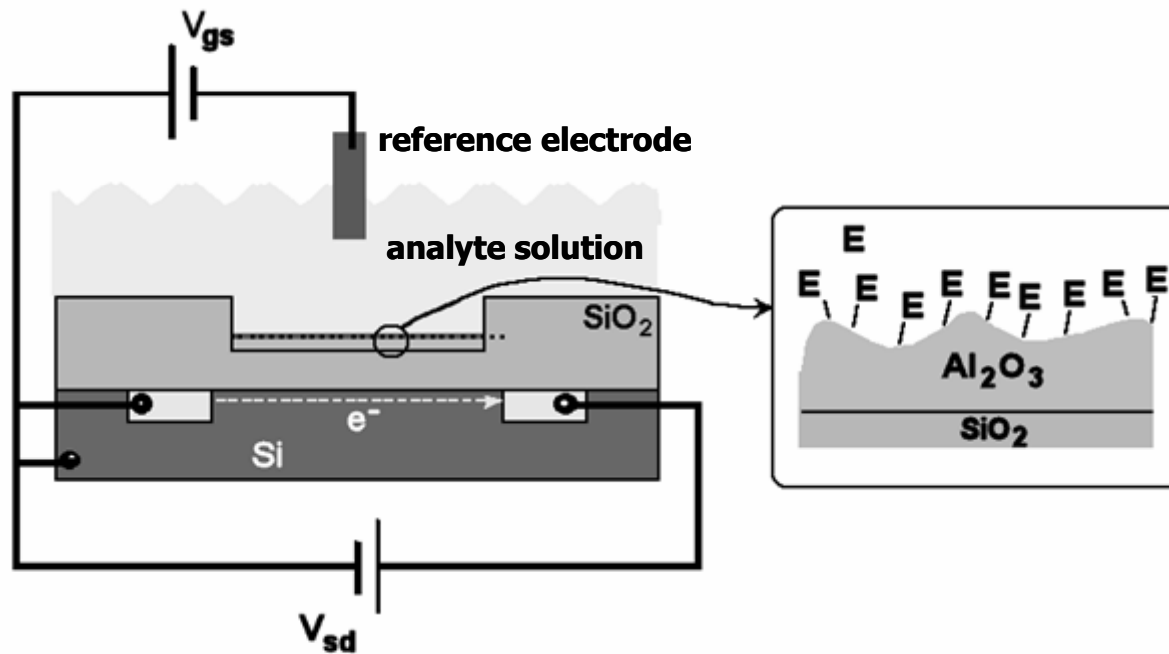 Vgs
reference electrode
analyte solution
SiO2
e-
Si
Vsd
E
E E E E E E E E E
Al2O3
SiO2